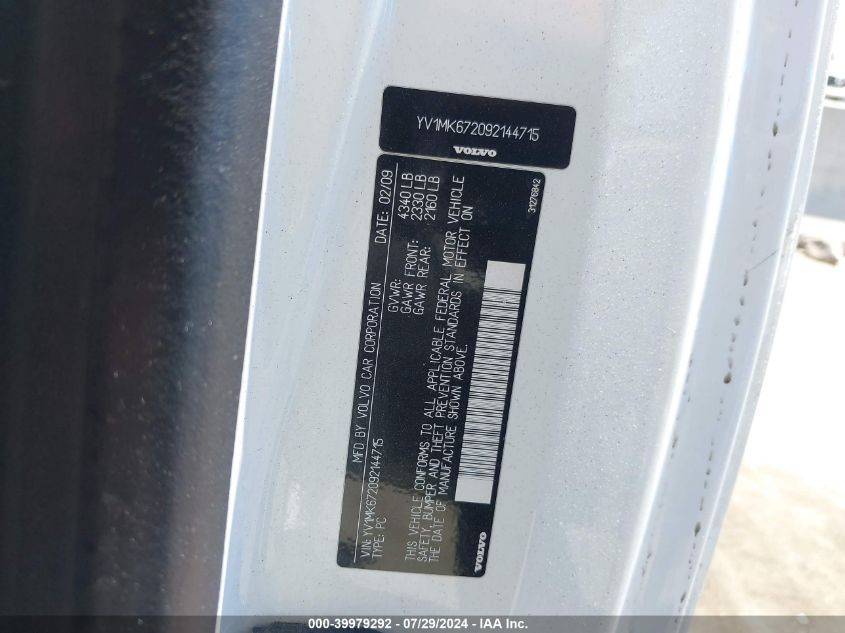 YV1MK672092144715
VOLVO
MFD BY VOLVO CAR CORPORATION DATE: 02/09
GVWR: 4340 LB
GAWR FRONT: 2330 LB
GAWR REAR: 2160 LB
VIN: YV1MK672092144715
TYPE: PC
THIS VEHICLE CONFORMS TO ALL APPLICABLE FEDERAL MOTOR VEHICLE
SAFETY, BUMPER AND THEFT PREVENTION STANDARDS IN EFFECT ON
THE DATE OF MANUFACTURE SHOWN ABOVE.
31276842
VOLVO
000-39979292 - 07/29/2024 - IAA Inc.